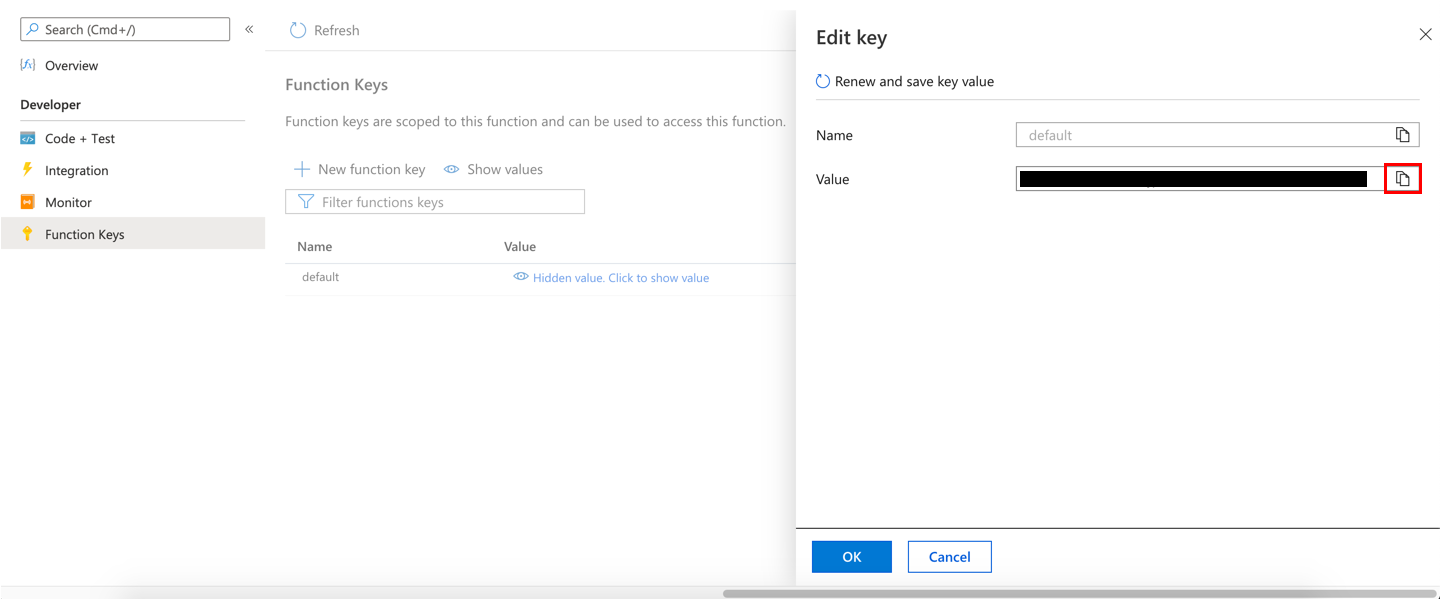 Search (Cmd+/)
«
Overview
Developer
Code + Test
Integration
Monitor
Function Keys
Refresh
Function Keys
Function keys are scoped to this function and can be used to access this function.
New function key Show values
Filter functions keys
Name Value
default Hidden value. Click to show value
Edit key
Renew and save key value
Name default
Value
OK Cancel